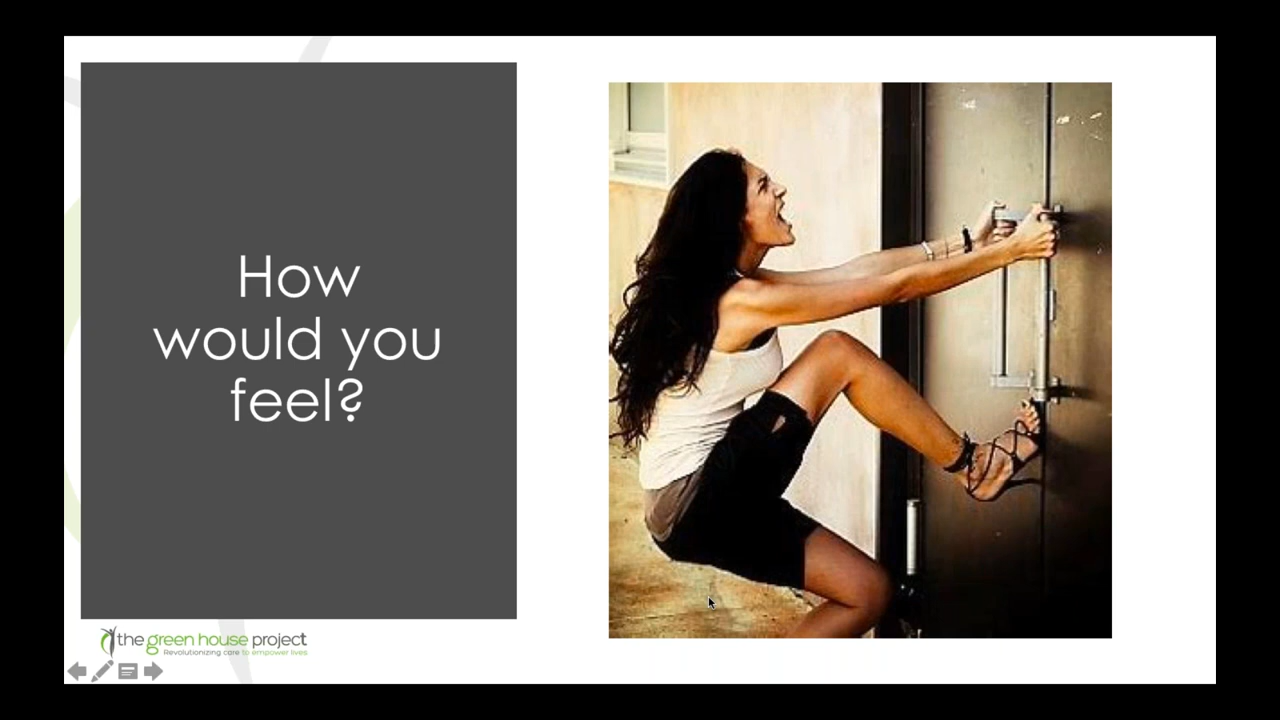 How
would you
feel?
the green house project
Revolutionizing care to empower lives